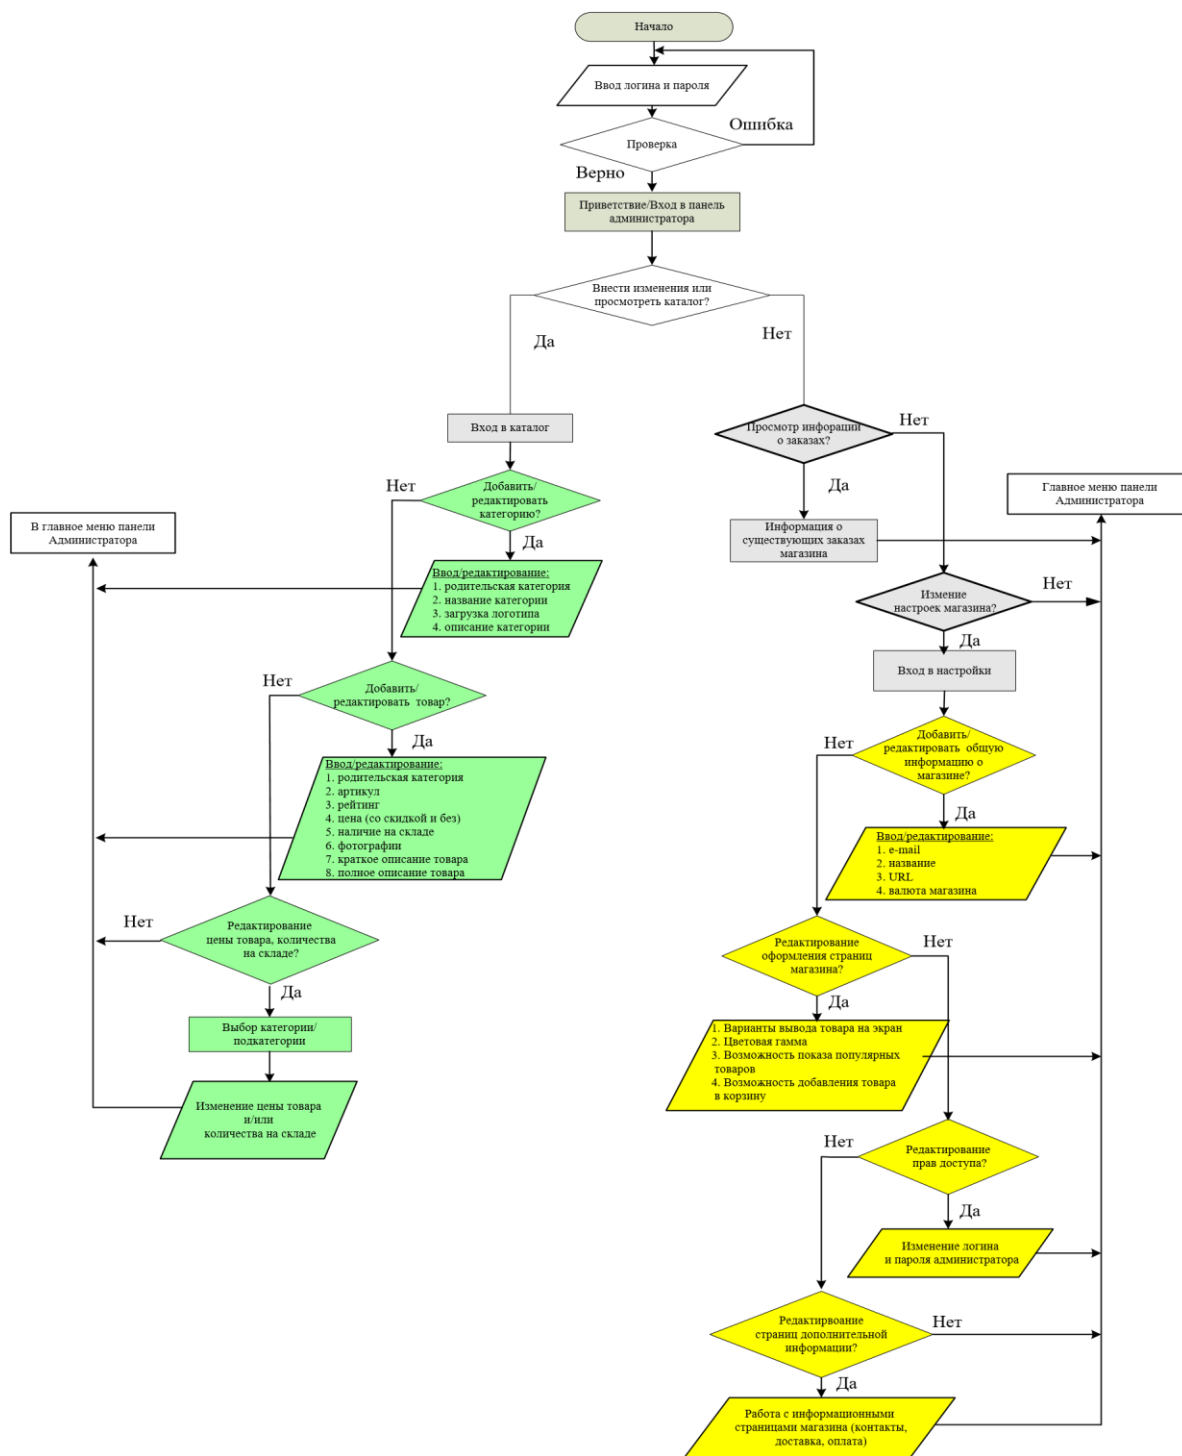 Начало
Ввод логина и пароля
Ошибка
Проверка
Верно
Приветствие/Вход в панель
администратора
Внести изменения или
просмотреть каталог?
Да
Нет
Вход в каталог
Просмотр инфорации
о заказах?
Нет
Да
Нет
Добавить/
редактировать
категорию?
Да
В главное меню панели
Администратора
Главное меню панели
Администратора
Информация о
существующих заказах
магазина
Ввод/редактирование:
1. родительская категория
2. название категории
3. загрузка логотипа
4. описание категории
Измение
настроек магазина?
Нет
Да
Вход в настройки
Нет
Добавить/
редактировать товар?
Да
Нет
Добавить/
редактировать общую
информацию о
магазине?
Да
Ввод/редактирование:
1. родительская категория
2. артикул
3. рейтинг
4. цена (со скидкой и без)
5. наличие на складе
6. фотографии
7. краткое описание товара
8. полное описание товара
Ввод/редактирование:
1. e-mail
2. название
3. URL
4. валюта магазина
Нет
Редактирование
цены товара, количества
на складе?
Да
Редактирование
оформления страниц
магазина?
Нет
Да
Выбор категории/
подкатегории
1. Варианты вывода товара на экран
2. Цветовая гамма
3. Возможность показа популярных
товаров
4. Возможность добавления товара
в корзину
Изменение цены товара
и/или
количества на складе
Нет
Редактирование
прав доступа?
Да
Изменение логина
и пароля администратора
Редактирвоание
страниц дополнительной
информации?
Нет
Да
Работа с информационными
страницами магазина (контакты,
доставка, оплата)